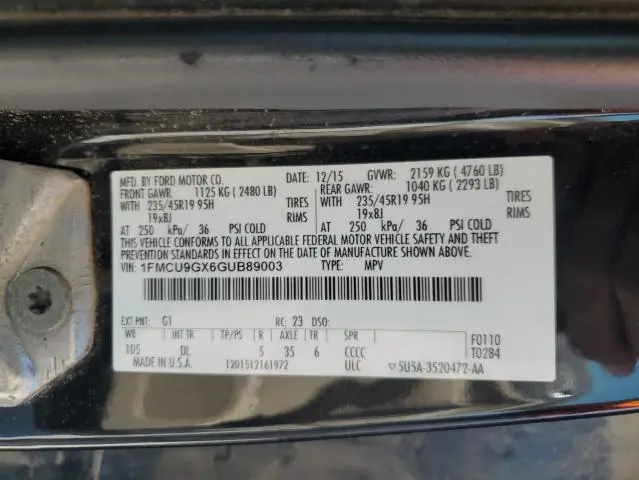 MFD. BY FORD MOTOR CO. DATE: 12/15 GVWR: 2159 KG ( 4760 LB)
FRONT GAWR: 1125 KG ( 2480 LB) REAR GAWR: 1040 KG ( 2293 LB)
WITH 235/45R19 95H TIRES WITH 235/45R19 95H TIRES
19x8J RIMS 19x8J RIMS
AT 250 kPa/ 36 PSI COLD AT 250 kPa/ 36 PSI COLD
THIS VEHICLE CONFORMS TO ALL APPLICABLE FEDERAL MOTOR VEHICLE SAFETY AND THEFT
PREVENTION STANDARDS IN EFFECT ON THE DATE OF MANUFACTURE SHOWN ABOVE.
VIN: 1FMCU9GX6GUB89003 TYPE: MPV
EXT PNT: G1 RC: 23 DSO:
WB INT TR TP/PS R AXLE TR SPR F0110
105 DL 5 35 6 CCCC T0284
MADE IN U.S.A. 1201512161972 ULC 5U5A-3520472-AA